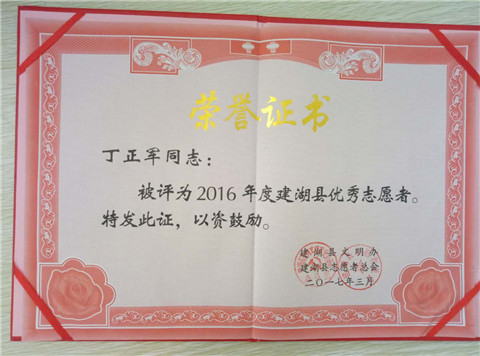 荣誉证书
丁正军同志：
被评为2016年度建湖县优秀志愿者。
特发此证，以资鼓励。
建湖县文明办
建湖县志愿者总会
二〇一七年三月